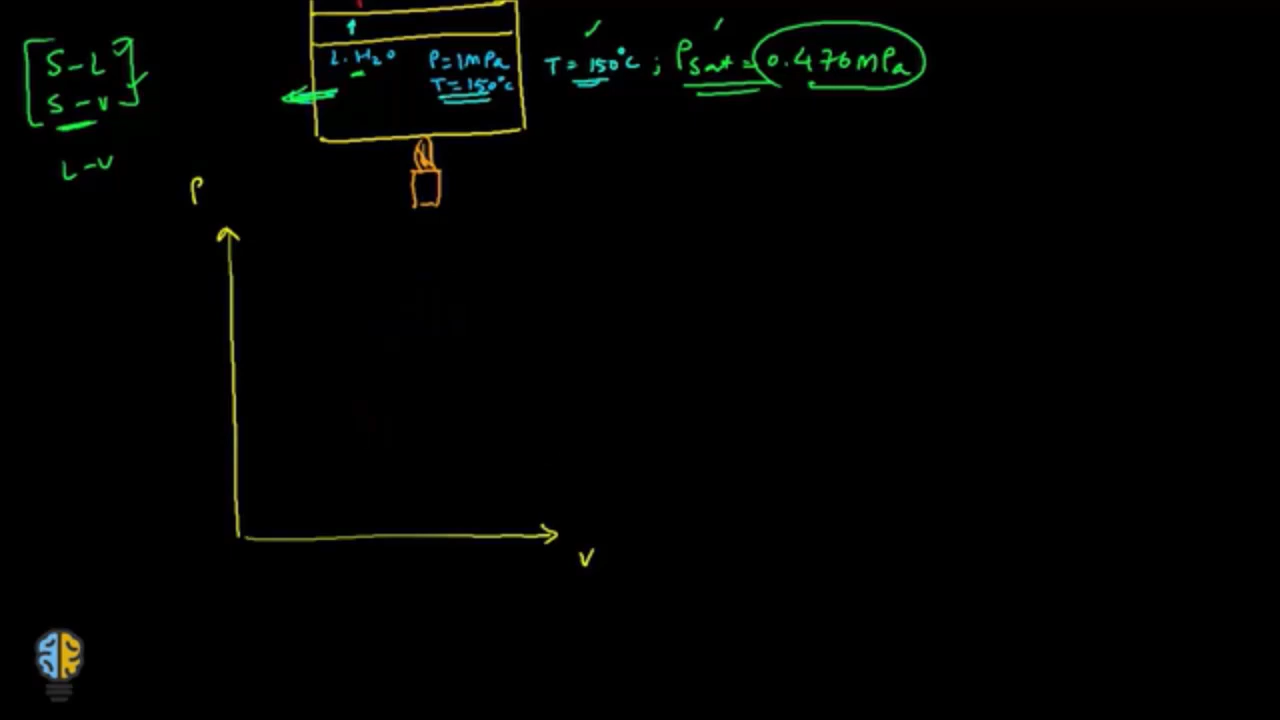 S-L
S-V
L-V
L.H₂O
P=1MPa
T=150°C
T=150°C ; Psat=0.476MPa
P
V